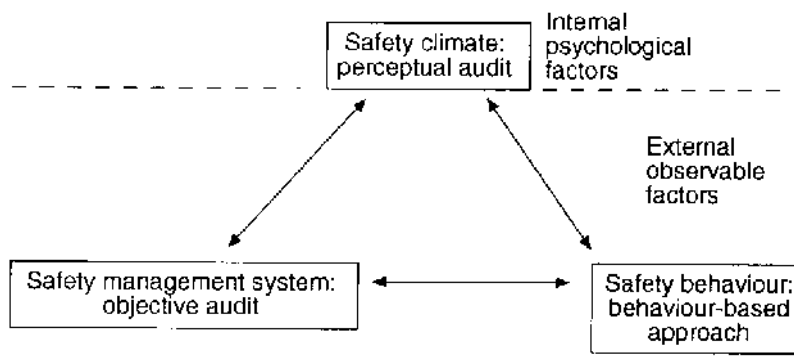 Safety climate:
perceptual audit
Internal
psychological
factors
External
observable
factors
Safety management system:
objective audit
Safety behaviour:
behaviour-based
approach